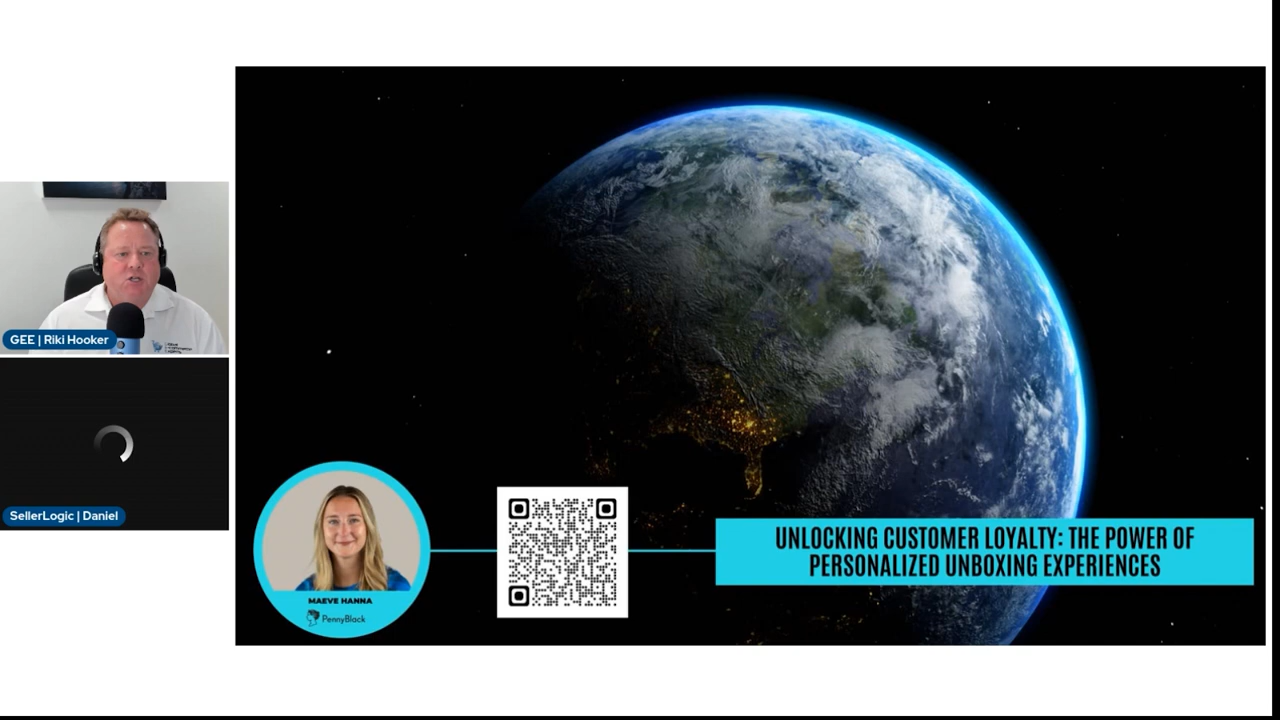 GEE | Riki Hooker
SellerLogic | Daniel
MAEVE HANNA
PennyBlack
UNLOCKING CUSTOMER LOYALTY: THE POWER OF
PERSONALIZED UNBOXING EXPERIENCES